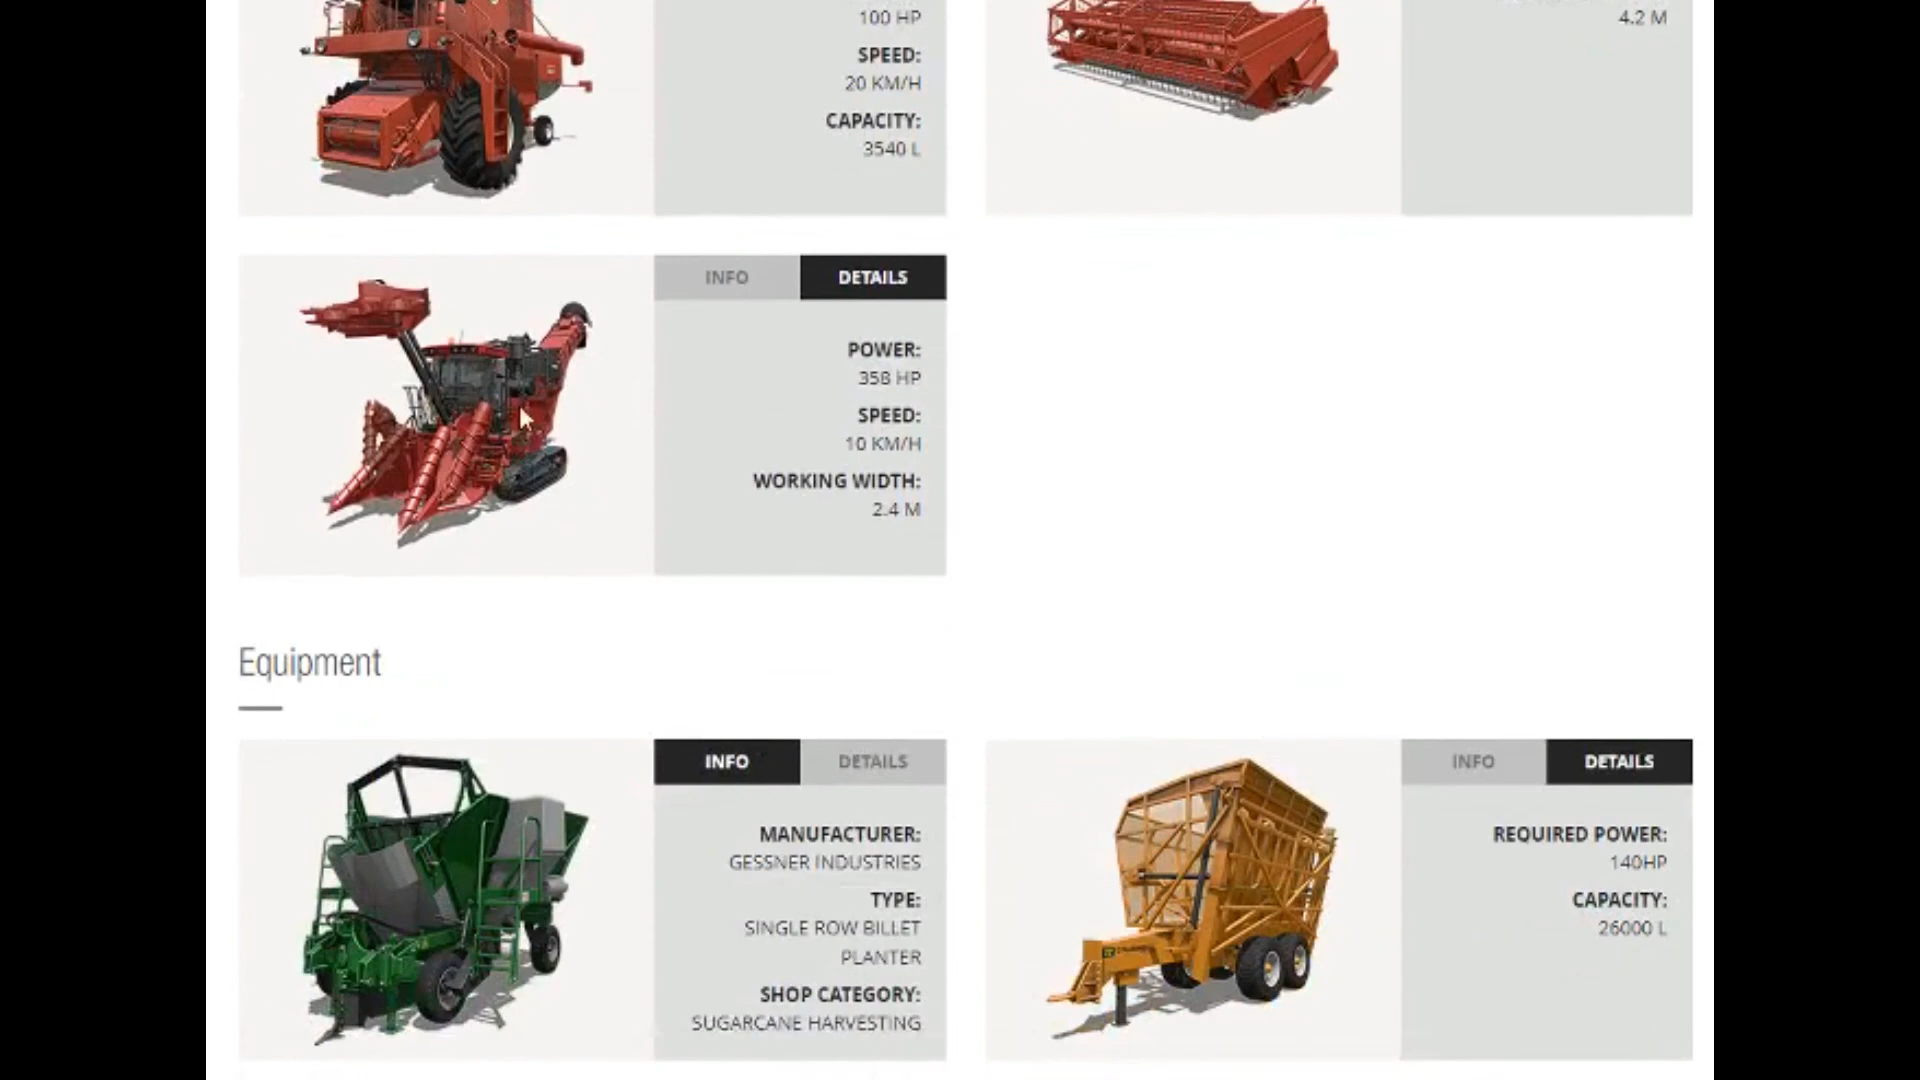 100 HP
SPEED:
20 KM/H
CAPACITY:
3540 L
4.2 M
INFO
DETAILS
POWER:
358 HP
SPEED:
10 KM/H
WORKING WIDTH:
2.4 M
Equipment
INFO
DETAILS
MANUFACTURER:
GESSNER INDUSTRIES
TYPE:
SINGLE ROW BILLET
PLANTER
SHOP CATEGORY:
SUGARCANE HARVESTING
INFO
DETAILS
REQUIRED POWER:
140HP
CAPACITY:
26000 L